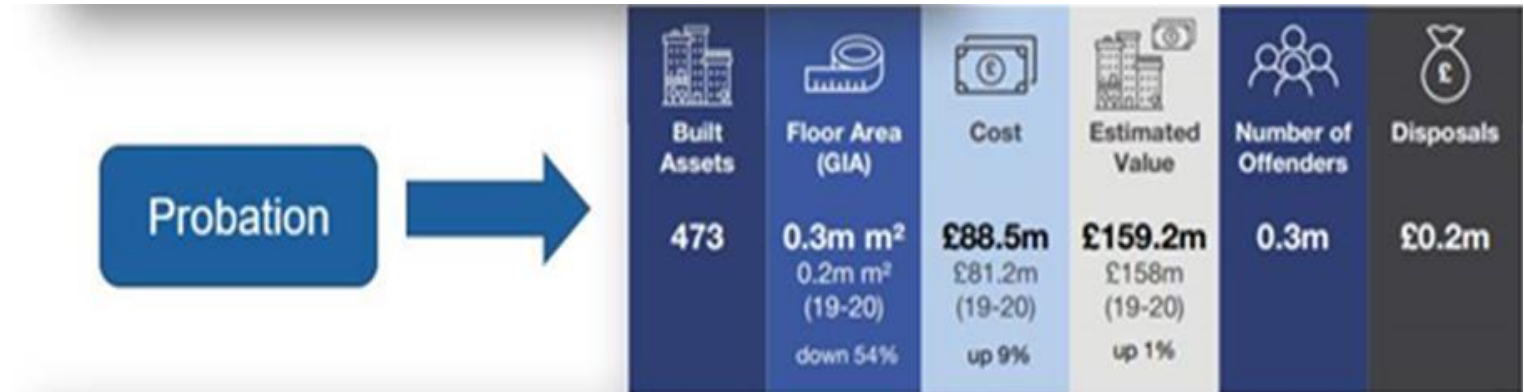 Probation
Built
Assets
473
Floor Area
(GIA)
0.3m m²
0.2m m²
(19-20)
down 54%
£
Cost
£88.5m
£81.2m
(19-20)
up 9%
Estimated
Value
£159.2m
£158m
(19-20)
up 1%
Number of
Offenders
0.3m
£
Disposals
£0.2m